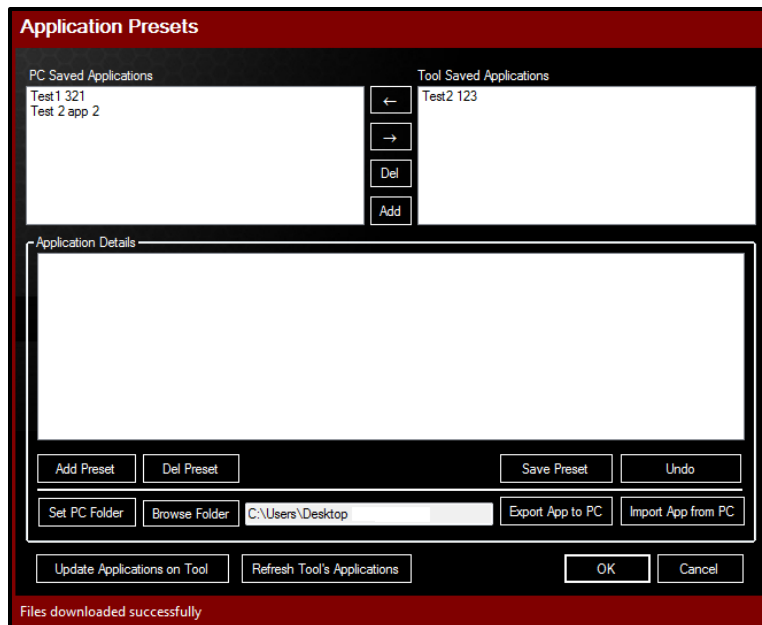 Application Presets
PC Saved Applications
Tool Saved Applications
Test1 321
Test 2 app 2
←
→
Del
Add
Test2 123
Application Details
Add Preset
Del Preset
Save Preset
Undo
Set PC Folder
Browse Folder
C:\Users\Desktop
Export App to PC
Import App from PC
Update Applications on Tool
Refresh Tool's Applications
OK
Cancel
Files downloaded successfully